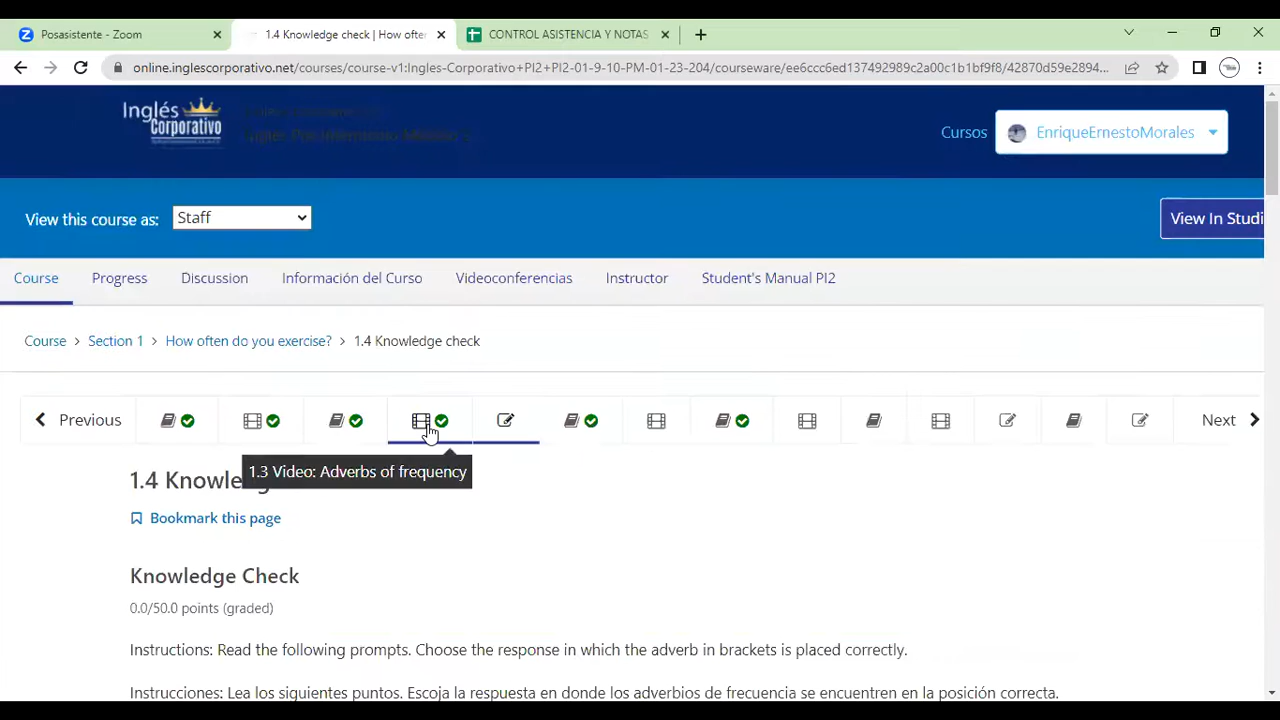 Posasistente - Zoom
1.4 Knowledge check | How ofter
CONTROL ASISTENCIA Y NOTAS
online.inglescorporativo.net/courses/course-v1:Ingles-Corporativo+PI2+PI2-01-9-10-PM-01-23-204/courseware/ee6ccc6ed137492989c2a00c1b1bf9f8/42870d59e2894...
Inglés
Corporativo
Cursos
EnriqueErnestoMorales
View this course as:
Staff
View In Studi
Course
Progress
Discussion
Información del Curso
Videoconferencias
Instructor
Student's Manual PI2
Course > Section 1 > How often do you exercise? > 1.4 Knowledge check
Previous
Next
1.3 Video: Adverbs of frequency
1.4 Knowle
Bookmark this page
Knowledge Check
0.0/50.0 points (graded)
Instructions: Read the following prompts. Choose the response in which the adverb in brackets is placed correctly.
Instrucciones: Lea los siguientes puntos. Escoja la respuesta en donde los adverbios de frecuencia se encuentren en la posición correcta.